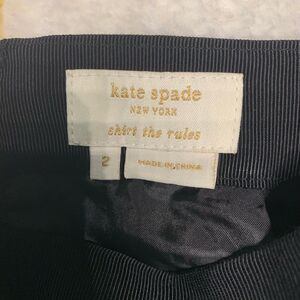 kate spade
NEW YORK
skirt the rules
2
MADE IN CHINA